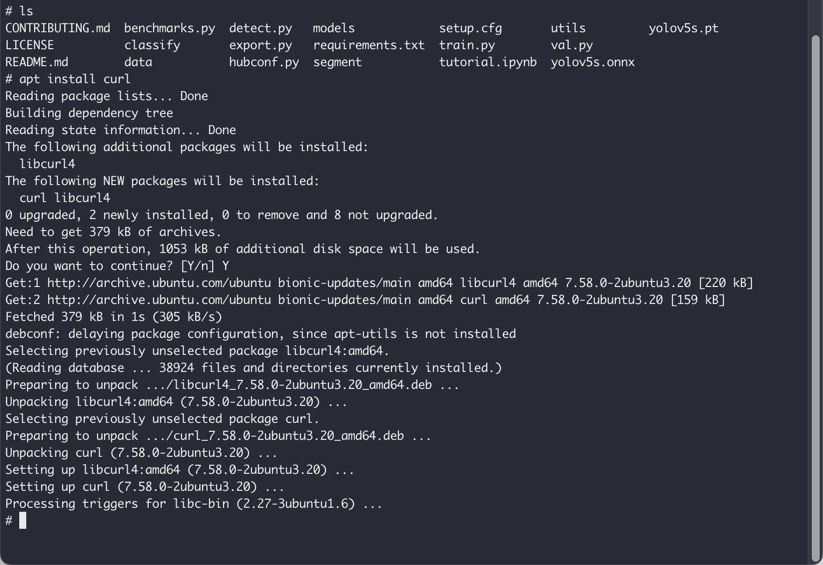 # ls
CONTRIBUTING.md  benchmarks.py  detect.py  models            setup.cfg       utils         yolov5s.pt
LICENSE          classify       export.py  requirements.txt  train.py        val.py
README.md        data           hubconf.py  segment           tutorial.ipynb  yolov5s.onnx
# apt install curl
Reading package lists... Done
Building dependency tree
Reading state information... Done
The following additional packages will be installed:
  libcurl4
The following NEW packages will be installed:
  curl libcurl4
0 upgraded, 2 newly installed, 0 to remove and 8 not upgraded.
Need to get 379 kB of archives.
After this operation, 1053 kB of additional disk space will be used.
Do you want to continue? [Y/n] Y
Get:1 http://archive.ubuntu.com/ubuntu bionic-updates/main amd64 libcurl4 amd64 7.58.0-2ubuntu3.20 [220 kB]
Get:2 http://archive.ubuntu.com/ubuntu bionic-updates/main amd64 curl amd64 7.58.0-2ubuntu3.20 [159 kB]
Fetched 379 kB in 1s (305 kB/s)
debconf: delaying package configuration, since apt-utils is not installed
Selecting previously unselected package libcurl4:amd64.
(Reading database ... 38924 files and directories currently installed.)
Preparing to unpack .../libcurl4_7.58.0-2ubuntu3.20_amd64.deb ...
Unpacking libcurl4:amd64 (7.58.0-2ubuntu3.20) ...
Selecting previously unselected package curl.
Preparing to unpack .../curl_7.58.0-2ubuntu3.20_amd64.deb ...
Unpacking curl (7.58.0-2ubuntu3.20) ...
Setting up libcurl4:amd64 (7.58.0-2ubuntu3.20) ...
Setting up curl (7.58.0-2ubuntu3.20) ...
Processing triggers for libc-bin (2.27-3ubuntu1.6) ...
#